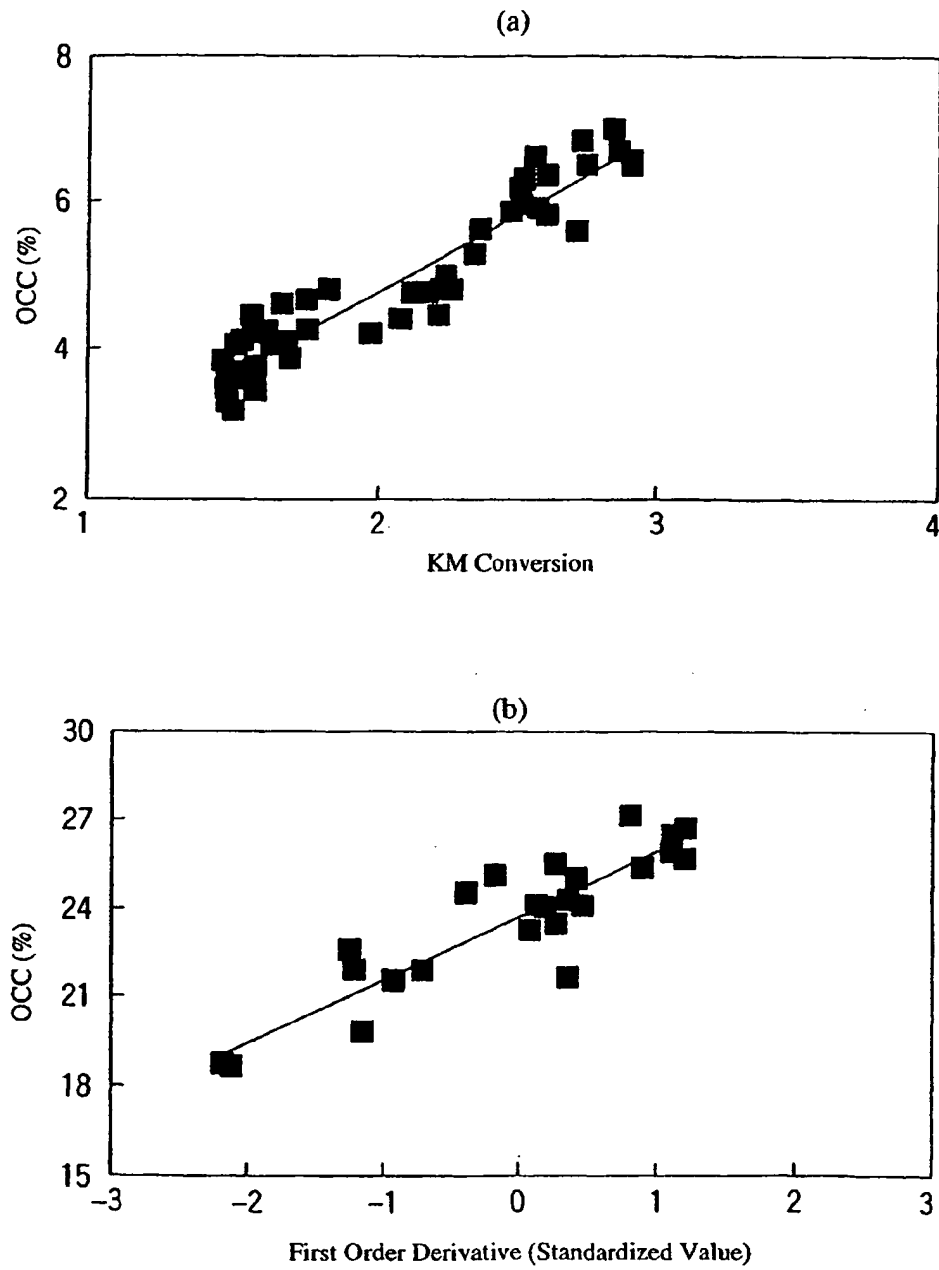 (a)
8
6
4
2
OCC (%)
1 2 3 4
KM Conversion
(b)
30
27
24
21
18
15
OCC (%)
−3 −2 −1 0 1 2 3
First Order Derivative (Standardized Value)